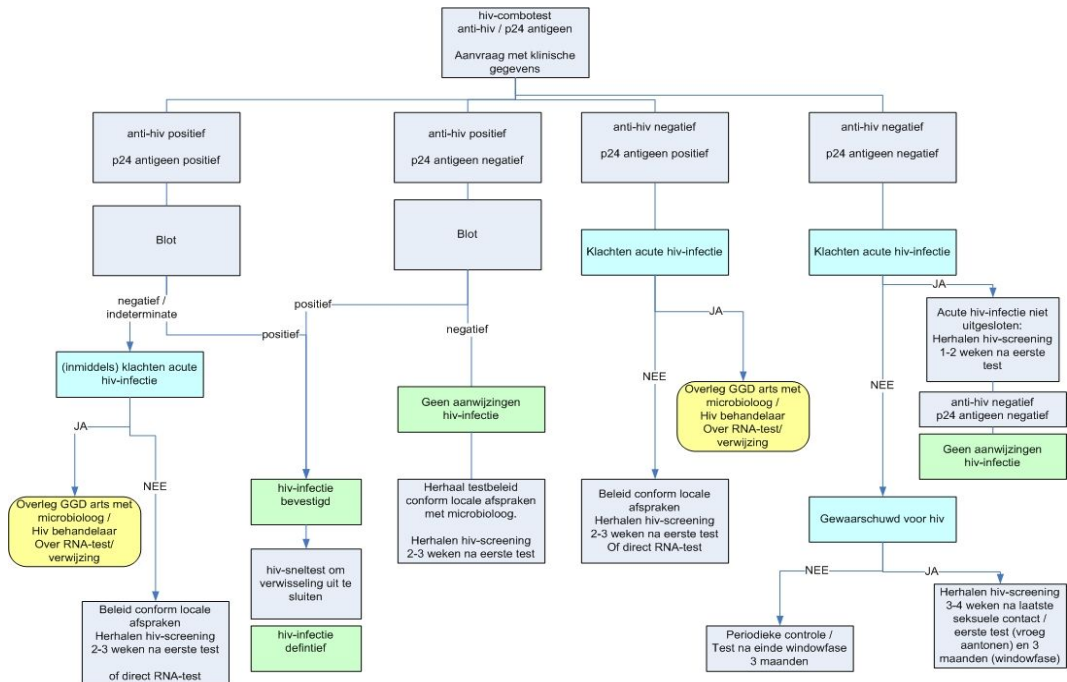 hiv-combotest
anti-hiv / p24 antigeen
Aanvraag met klinische
gegevens
anti-hiv positief
p24 antigeen positief
anti-hiv positief
p24 antigeen negatief
anti-hiv negatief
p24 antigeen positief
anti-hiv negatief
p24 antigeen negatief
Blot
Blot
Klachten acute hiv-infectie
Klachten acute hiv-infectie
negatief /
indeterminate
positief
positief
negatief
JA
JA
NEE
NEE
(inmiddels) klachten acute
hiv-infectie
JA
NEE
Overleg GGD arts met
microbioloog /
Hiv behandelaar
Over RNA-test/
verwijzing
Beleid conform locale
afspraken
Herhalen hiv-screening
2-3 weken na eerste test
of direct RNA-test
hiv-infectie
bevestigd
hiv-sneltest om
verwisseling uit te
sluiten
hiv-infectie
defintief
Geen aanwijzingen
hiv-infectie
Herhaal testbeleid
conform locale afspraken
met microbioloog.
Herhalen hiv-screening
2-3 weken na eerste test
Overleg GGD arts met
microbioloog /
Hiv behandelaar
Over RNA-test/
verwijzing
Beleid conform locale
afspraken
Herhalen hiv-screening
2-3 weken na eerste test
Of direct RNA-test
Acute hiv-infectie niet
uitgesloten:
Herhalen hiv-screening
1-2 weken na eerste
test
anti-hiv negatief
p24 antigeen negatief
Geen aanwijzingen
hiv-infectie
Gewaarschuwd voor hiv
NEE
JA
Periodieke controle /
Test na einde windowfase
3 maanden
Herhalen hiv-screening
3-4 weken na laatste
seksuele contact /
eerste test (vroeg
aantonen) en 3
maanden (windowfase)